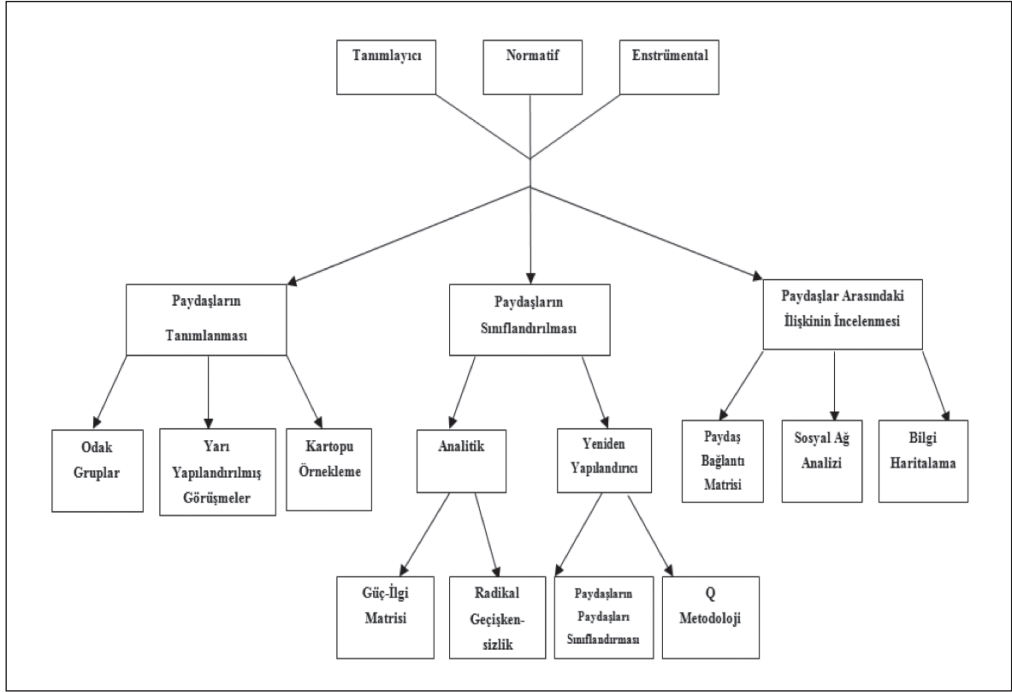 Tanımlayıcı
Normatif
Enstrümental
Paydaşların
Tanımlanması
Paydaşların
Sınıflandırılması
Paydaşlar Arasındaki
İlişkinin İncelenmesi
Odak
Gruplar
Yarı
Yapılandırılmış
Görüşmeler
Kartopu
Örnekleme
Analitik
Yeniden
Yapılandırıcı
Paydaş
Bağlantı
Matrisi
Sosyal Ağ
Analizi
Bilgi
Haritalama
Güç-İlgi
Matrisi
Radikal
Geçişken-
sizlik
Paydaşların
Paydaşları
Sınıflandırması
Q
Metodoloji